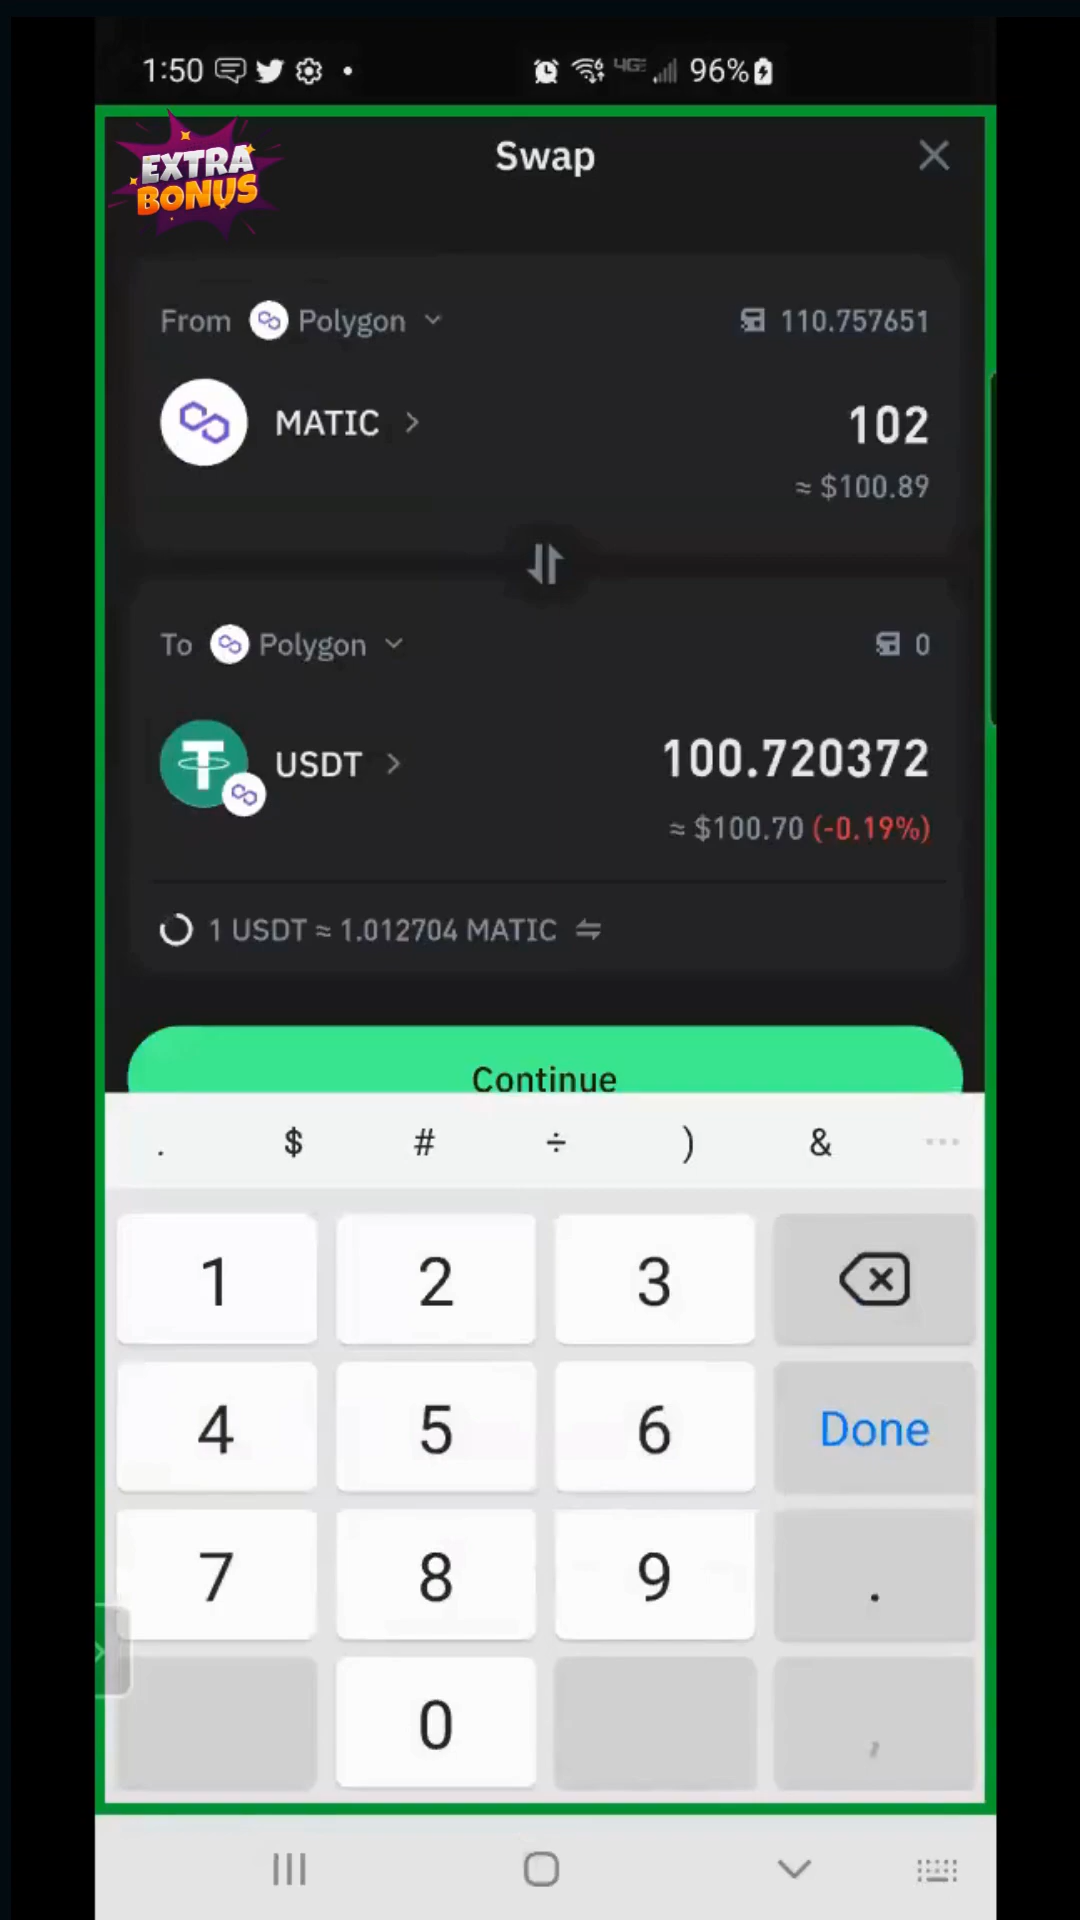 1:50 4GE 96%
EXTRA
BONUS
Swap
From Polygon 110.757651
MATIC 102
≈ $100.89
To Polygon 0
USDT 100.720372
≈ $100.70 (-0.19%)
1 USDT ≈ 1.012704 MATIC
Continue
. $ # ÷ ) & ...
1 2 3
4 5 6 Done
7 8 9 .
0 ,